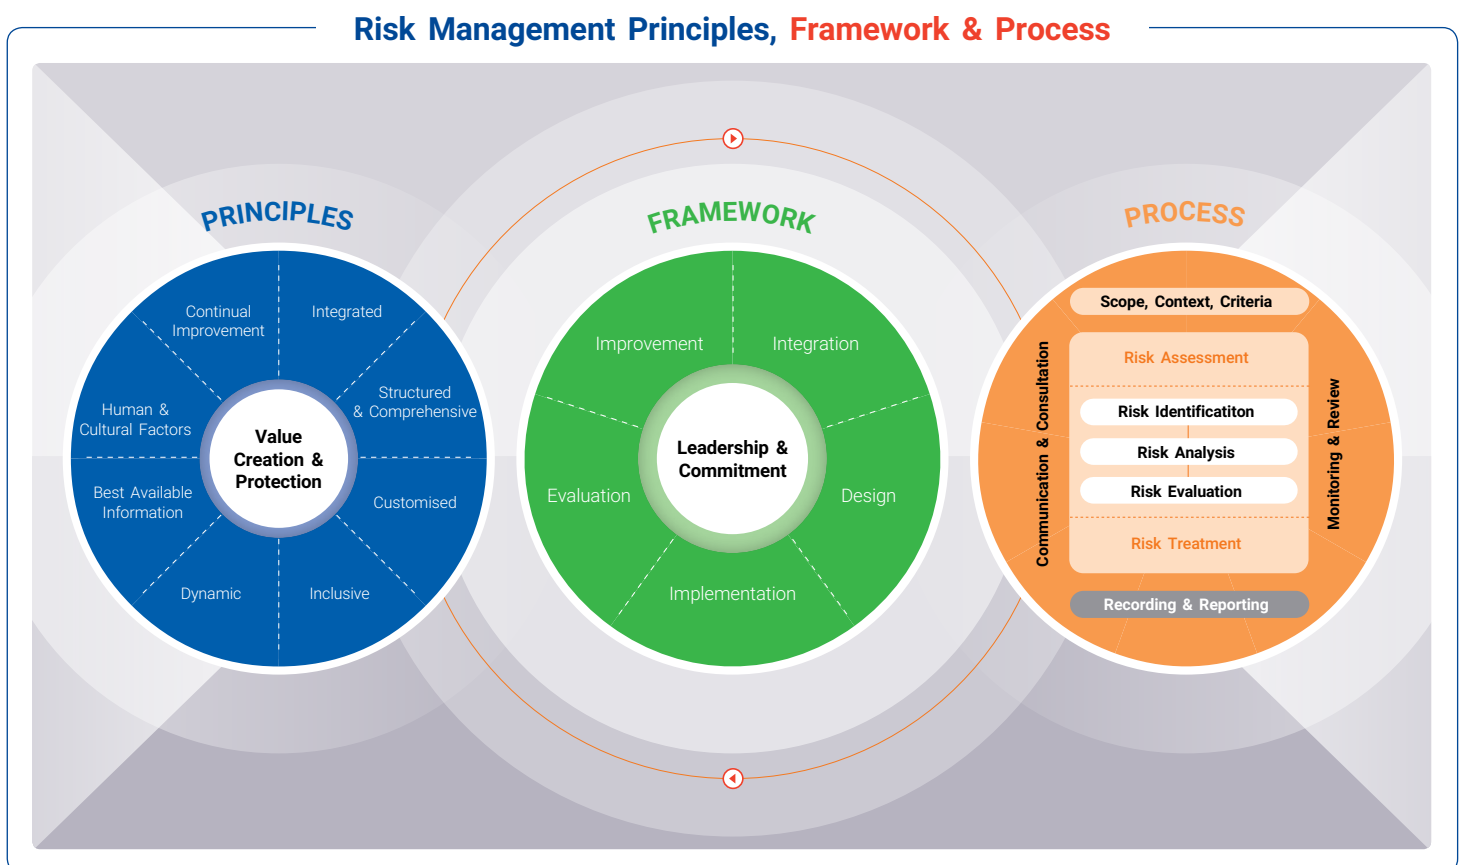 Risk Management Principles, Framework & Process
PRINCIPLES
Continual
Improvement
Integrated
Structured
& Comprehensive
Customised
Inclusive
Dynamic
Best Available
Information
Human &
Cultural Factors
Value
Creation &
Protection
FRAMEWORK
Improvement
Integration
Design
Implementation
Evaluation
Leadership &
Commitment
PROCESS
Scope, Context, Criteria
Communication & Consultation
Risk Assessment
Risk Identificatiton
Risk Analysis
Risk Evaluation
Risk Treatment
Monitoring & Review
Recording & Reporting